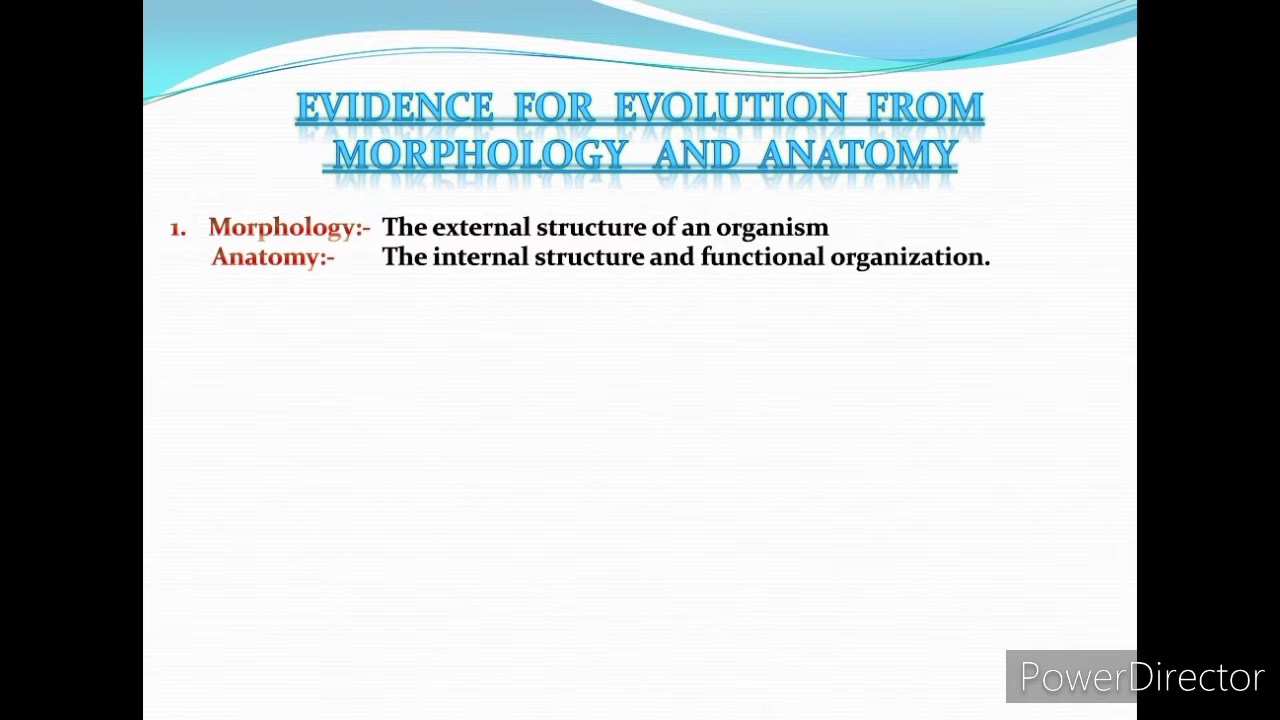 EVIDENCE FOR EVOLUTION FROM
MORPHOLOGY AND ANATOMY
1. Morphology:- The external structure of an organism
Anatomy:- The internal structure and functional organization.
PowerDirector